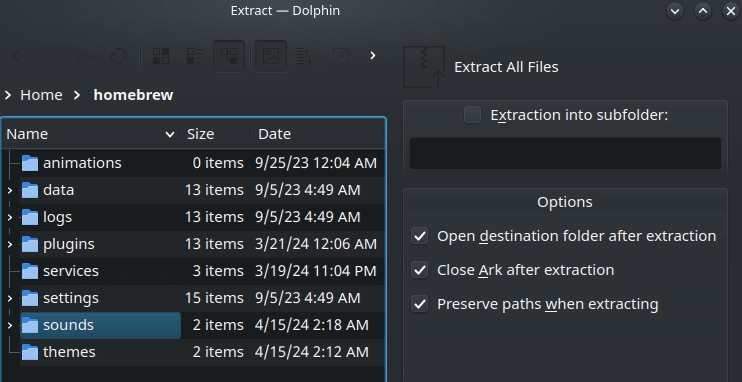 Extract — Dolphin
Extract All Files
Home homebrew
Extraction into subfolder:
Name Size Date
animations 0 items 9/25/23 12:04 AM
data 13 items 9/5/23 4:49 AM
logs 13 items 9/5/23 4:49 AM
plugins 13 items 3/21/24 12:06 AM
services 3 items 3/19/24 11:04 PM
settings 15 items 9/5/23 4:49 AM
sounds 2 items 4/15/24 2:18 AM
themes 2 items 4/15/24 2:12 AM
Options
Open destination folder after extraction
Close Ark after extraction
Preserve paths when extracting